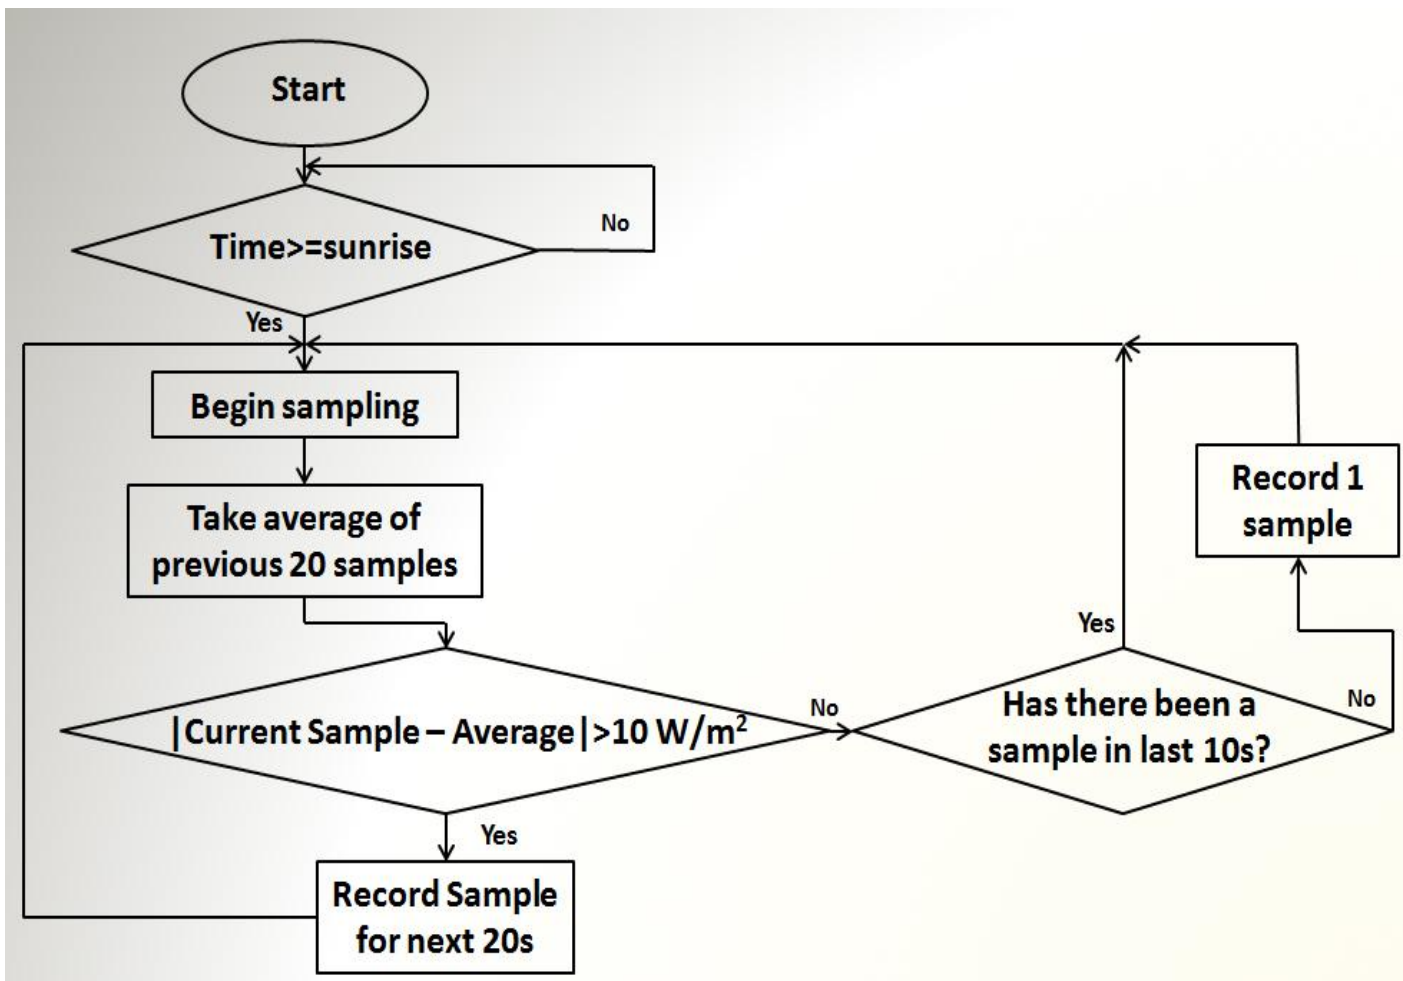 Start
No
Time>=sunrise
Yes
Begin sampling
Take average of
previous 20 samples
Record 1
sample
Yes
No
|Current Sample – Average|>10 W/m²
No
Has there been a
sample in last 10s?
Yes
Record Sample
for next 20s